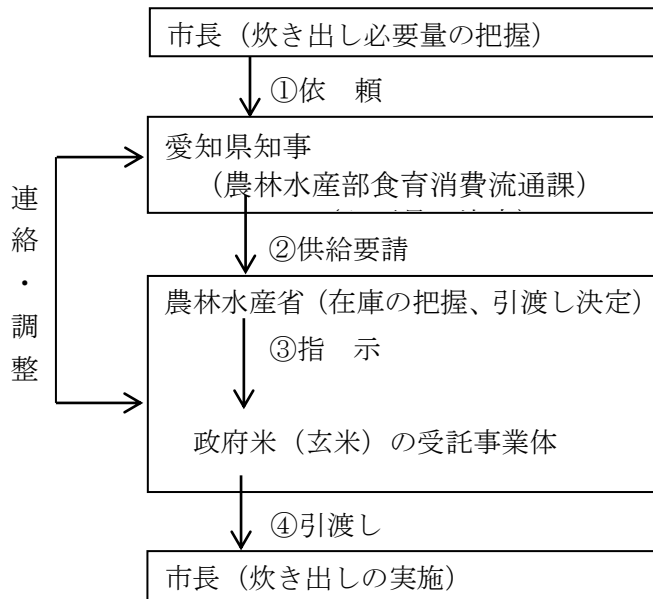 市長（炊き出し必要量の把握）
①依　頼
愛知県知事
（農林水産部食育消費流通課）
②供給要請
連絡・調整
農林水産省（在庫の把握、引渡し決定）
③指　示
政府米（玄米）の受託事業体
④引渡し
市長（炊き出しの実施）